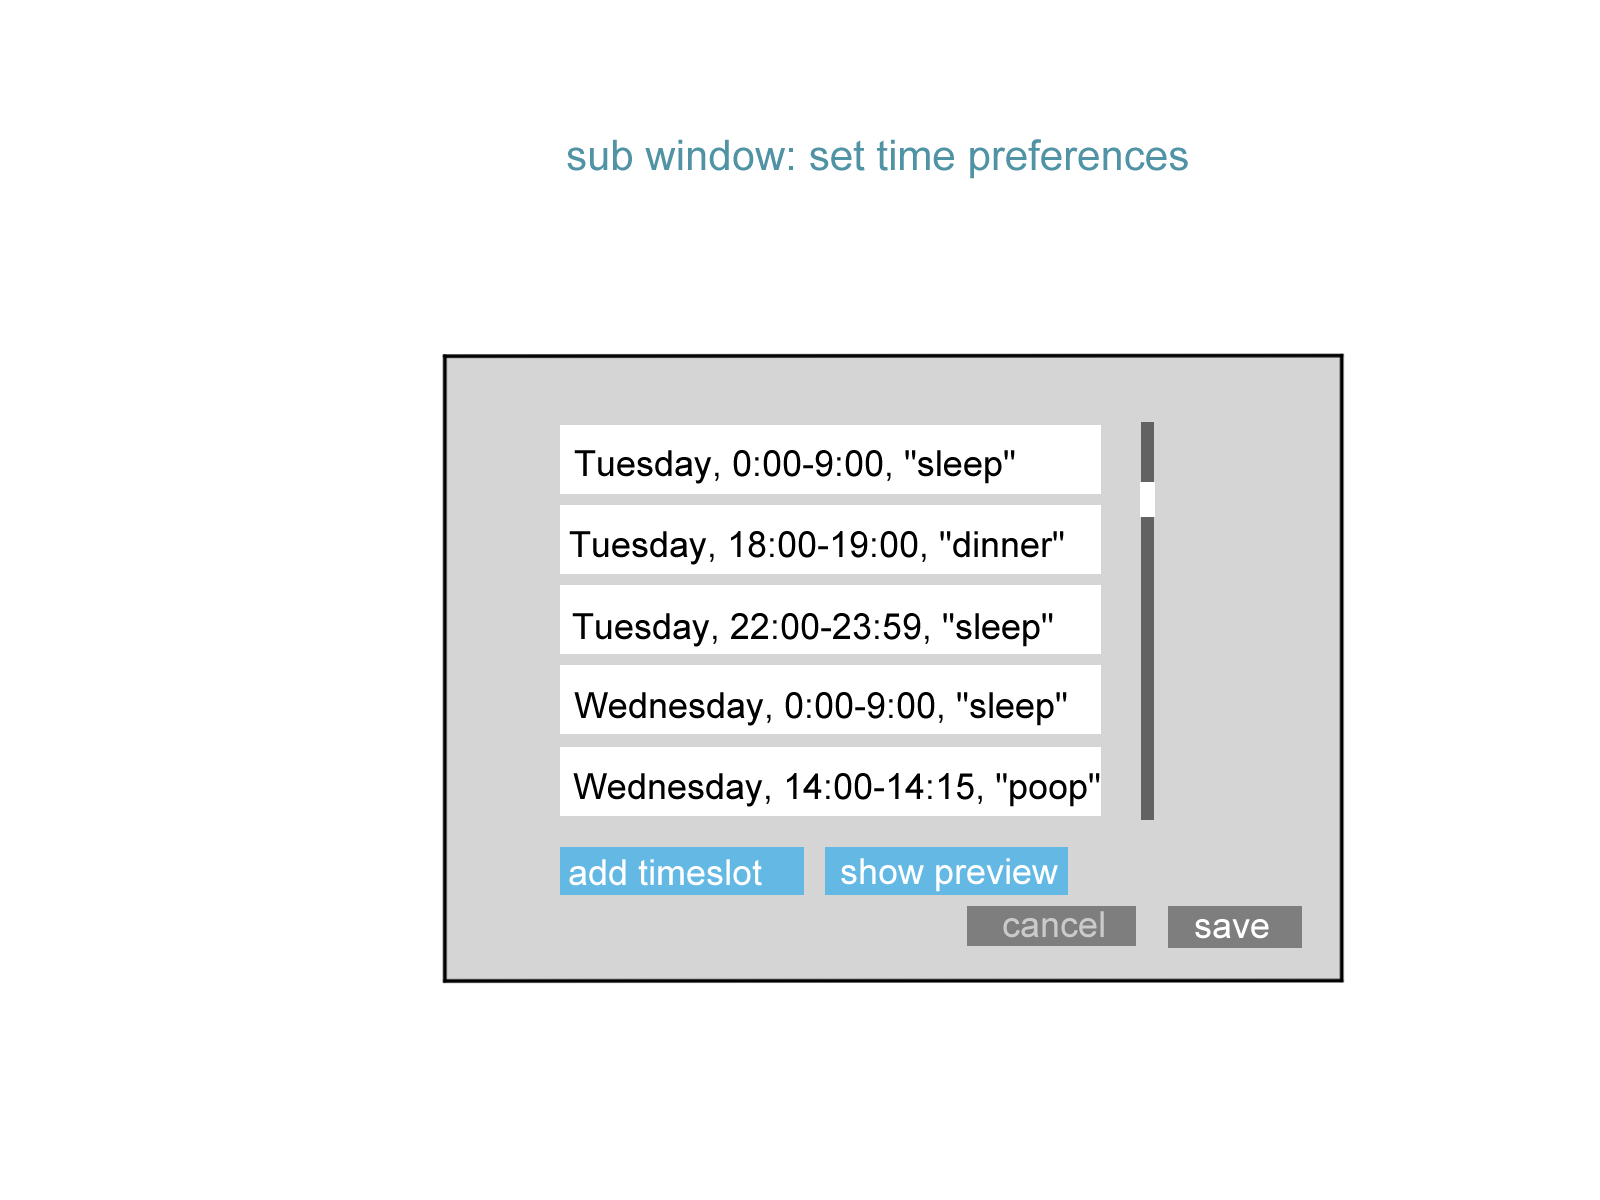 sub window: set time preferences
Tuesday, 0:00-9:00, "sleep"
Tuesday, 18:00-19:00, "dinner"
Tuesday, 22:00-23:59, "sleep"
Wednesday, 0:00-9:00, "sleep"
Wednesday, 14:00-14:15, "poop"
add timeslot show preview
cancel save